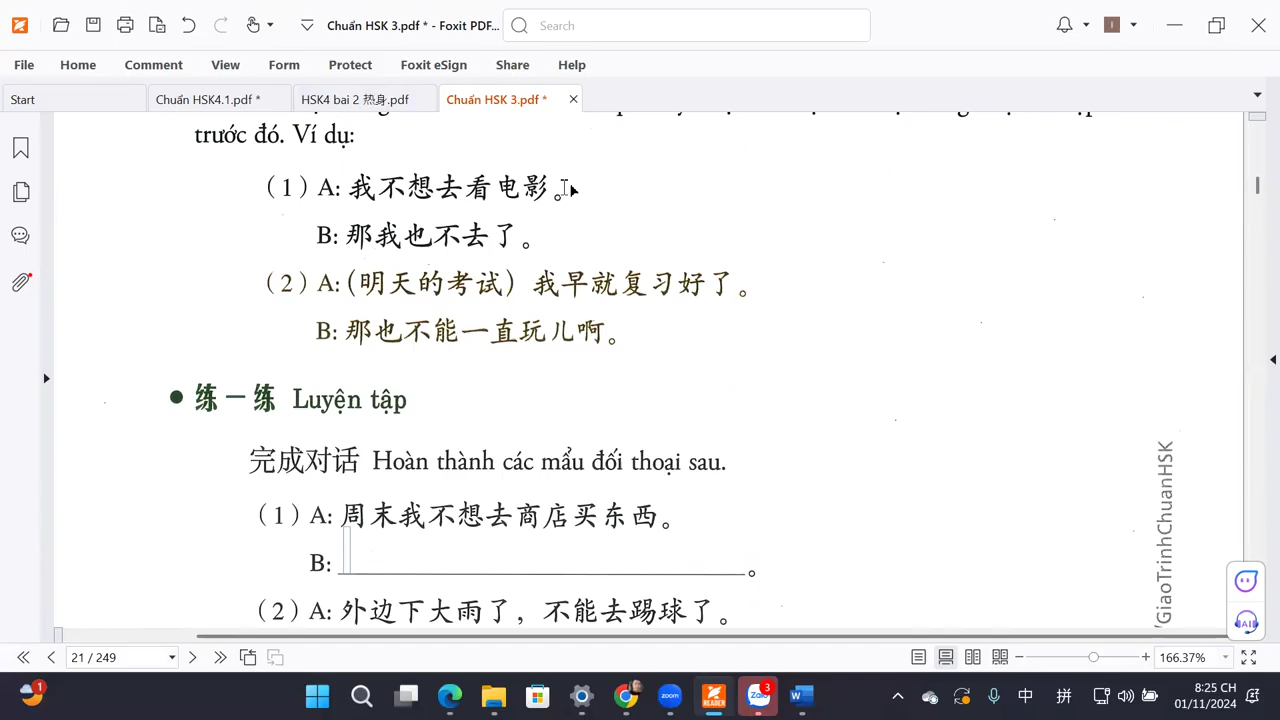 Chuẩn HSK 3.pdf * - Foxit PDF...
Search
File Home Comment View Form Protect Foxit eSign Share Help
Start
Chuẩn HSK4.1.pdf *
HSK4 bai 2 热身.pdf
Chuẩn HSK 3.pdf *
trước đó. Ví dụ:
（1）A: 我不想去看电影。
B: 那我也不去了。
（2）A:（明天的考试）我早就复习好了。
B: 那也不能一直玩儿啊。
● 练一练 Luyện tập
完成对话 Hoàn thành các mẩu đối thoại sau.
（1）A: 周末我不想去商店买东西。
B: 。
（2）A: 外边下大雨了，不能去踢球了。
/GiaoTrinhChuanHSK
21 / 249
166.37%
1
zoom
READER
Zalo
3
中
拼
8:25 CH
01/11/2024